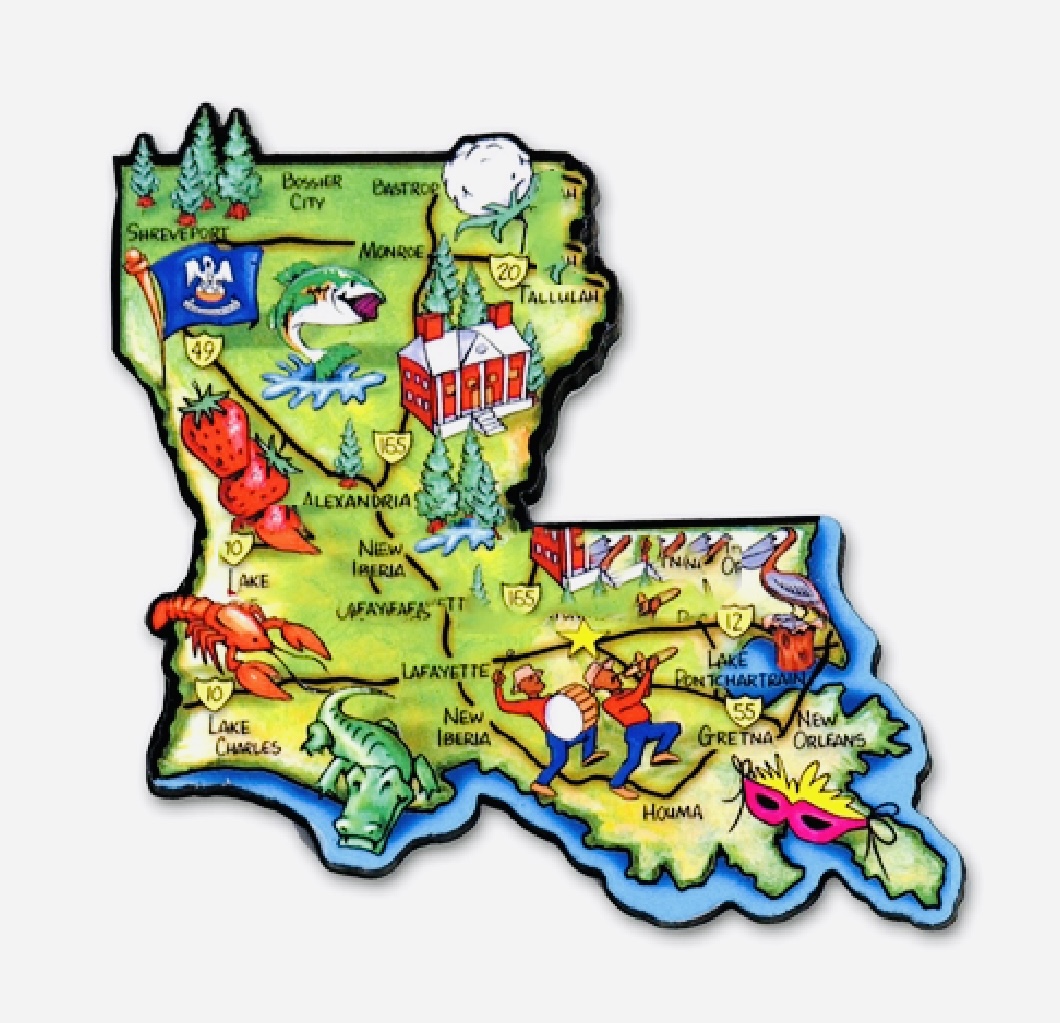 BOSSIER
CITY
BASTROP
SHREVEPORT
MONROE
20
TALLULAH
49
165
ALEXANDRIA
10
NEW
IBERIA
LAKE
165
12
LAFAYETTE
LAKE
PONTCHARTRAIN
10
55
LAKE
CHARLES
NEW
IBERIA
GRETNA
NEW
ORLEANS
HOUMA